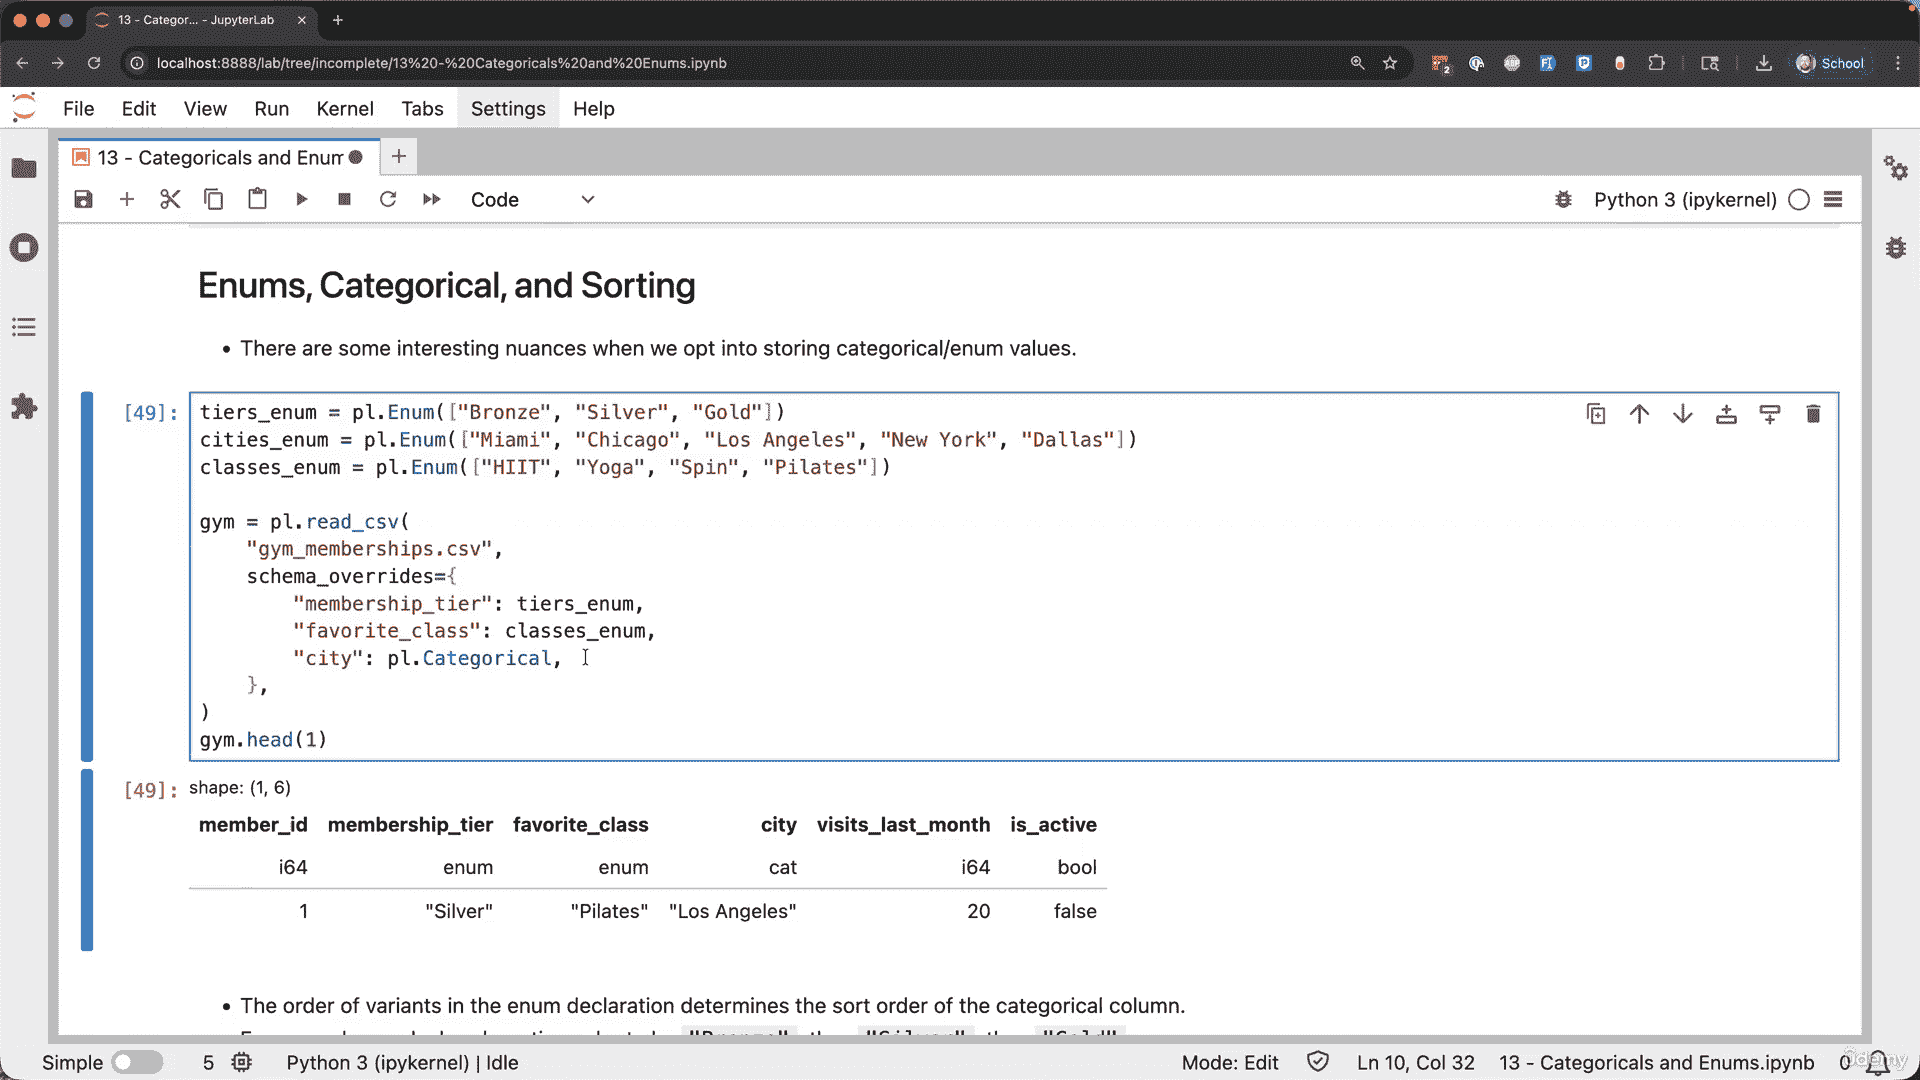 13 - Categor... - JupyterLab
localhost:8888/lab/tree/incomplete/13%20-%20Categoricals%20and%20Enums.ipynb
2
School
File Edit View Run Kernel Tabs Settings Help
13 - Categoricals and Enum
Code
Python 3 (ipykernel)
Enums, Categorical, and Sorting
• There are some interesting nuances when we opt into storing categorical/enum values.
[49]:
tiers_enum = pl.Enum(["Bronze", "Silver", "Gold"])
cities_enum = pl.Enum(["Miami", "Chicago", "Los Angeles", "New York", "Dallas"])
classes_enum = pl.Enum(["HIIT", "Yoga", "Spin", "Pilates"])
gym = pl.read_csv(
"gym_memberships.csv",
schema_overrides={
"membership_tier": tiers_enum,
"favorite_class": classes_enum,
"city": pl.Categorical,
},
)
gym.head(1)
[49]:
shape: (1, 6)
member_id membership_tier favorite_class city visits_last_month is_active
i64 enum enum cat i64 bool
1 "Silver" "Pilates" "Los Angeles" 20 false
• The order of variants in the enum declaration determines the sort order of the categorical column.
Simple 5 Python 3 (ipykernel) | Idle Mode: Edit Ln 10, Col 32 13 - Categoricals and Enums.ipynb 0
udemy